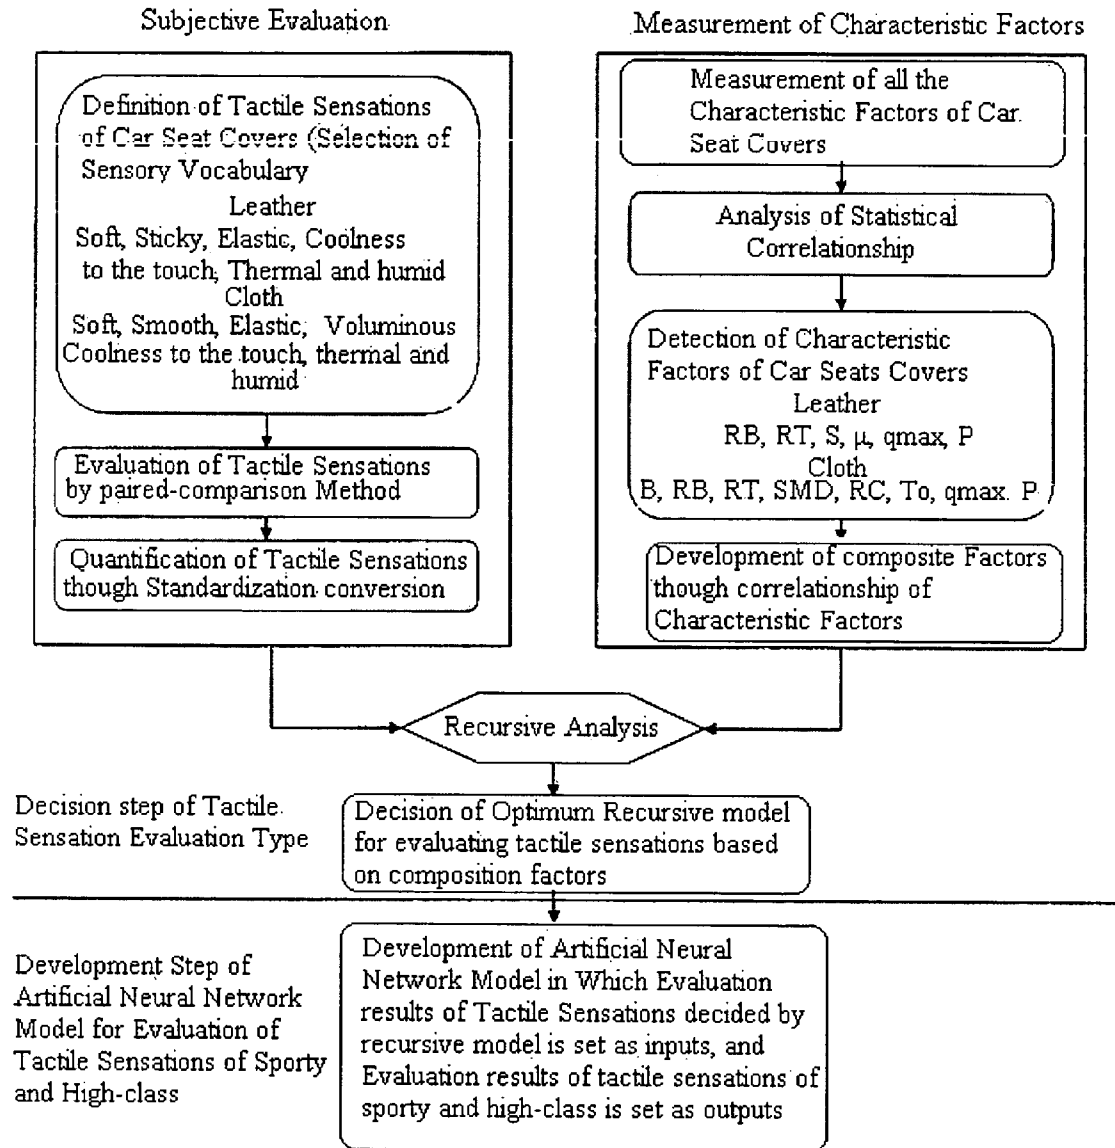 Subjective Evaluation
Definition of Tactile Sensations
of Car Seat Covers (Selection of
Sensory Vocabulary
Leather
Soft, Sticky, Elastic, Coolness
to the touch, Thermal and humid
Cloth
Soft, Smooth, Elastic, Voluminous
Coolness to the touch, thermal and
humid
Evaluation of Tactile Sensations
by paired-comparison Method
Quantification of Tactile Sensations
though Standardization conversion
Measurement of Characteristic Factors
Measurement of all the
Characteristic Factors of Car
Seat Covers
Analysis of Statistical
Correlationship
Detection of Characteristic
Factors of Car Seats Covers
Leather
RB, RT, S, μ, qmax, P
Cloth
B, RB, RT, SMD, RC, To, qmax. P
Development of composite Factors
though correlationship of
Characteristic Factors
Recursive Analysis
Decision step of Tactile
Sensation Evaluation Type
Decision of Optimum Recursive model
for evaluating tactile sensations based
on composition factors
Development Step of
Artificial Neural Network
Model for Evaluation of
Tactile Sensations of Sporty
and High-class
Development of Artificial Neural
Network Model in Which Evaluation
results of Tactile Sensations decided by
recursive model is set as inputs, and
Evaluation results of tactile sensations of
sporty and high-class is set as outputs